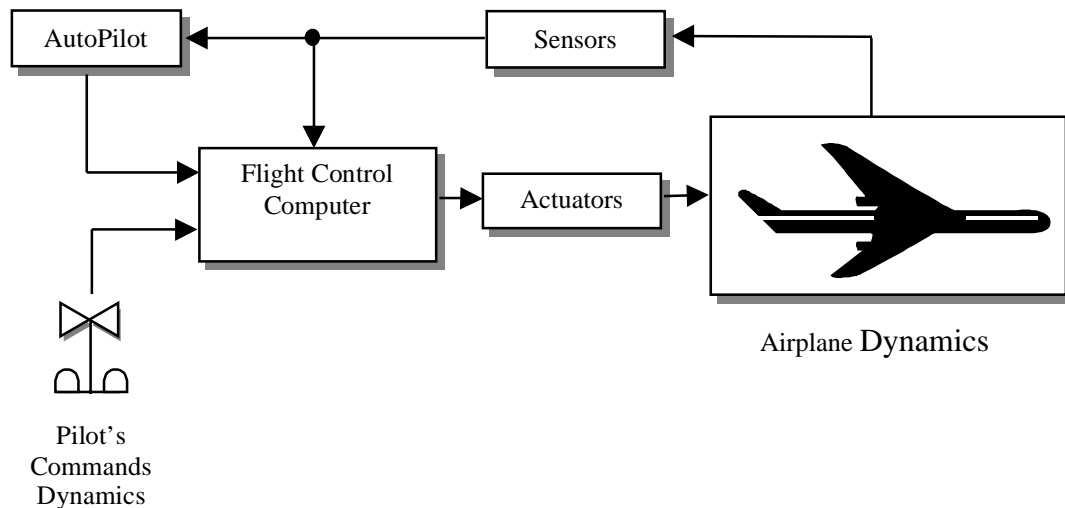 AutoPilot
Sensors
Flight Control
Computer
Actuators
Airplane Dynamics
Pilot’s
Commands
Dynamics